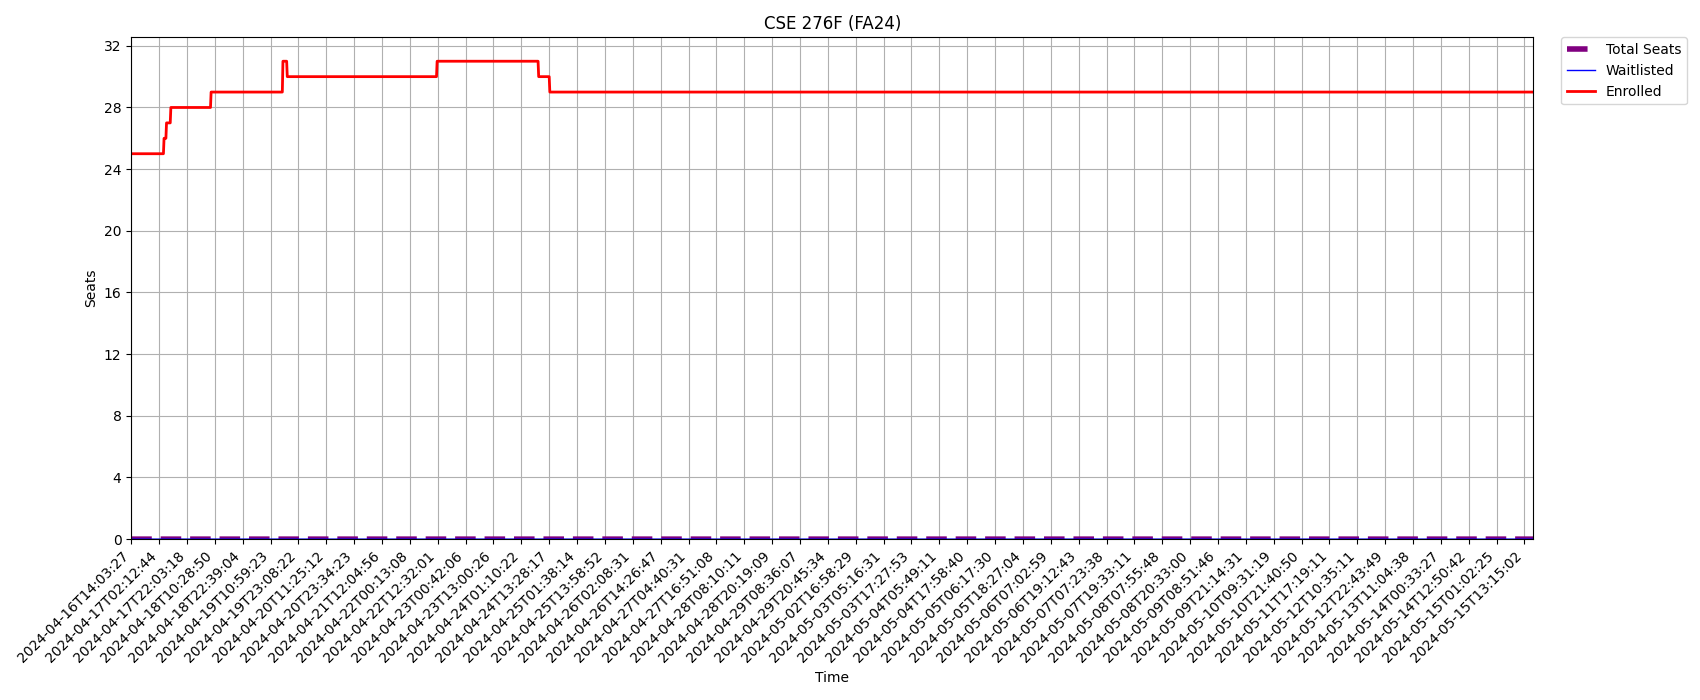 CSE 276F (FA24)
Total Seats
Waitlisted
Enrolled
Seats
32
28
24
20
16
12
8
4
0
2024-04-16T14:03:27
2024-04-17T02:12:44
2024-04-17T22:03:18
2024-04-18T10:28:50
2024-04-18T22:39:04
2024-04-19T10:59:23
2024-04-19T23:08:22
2024-04-20T11:25:12
2024-04-20T23:34:23
2024-04-21T12:04:56
2024-04-22T00:13:08
2024-04-22T12:32:01
2024-04-23T00:42:06
2024-04-23T13:00:26
2024-04-24T01:10:22
2024-04-24T13:28:17
2024-04-25T01:38:14
2024-04-25T13:58:52
2024-04-26T02:08:31
2024-04-26T14:26:47
2024-04-27T04:40:31
2024-04-27T16:51:08
2024-04-28T08:10:11
2024-04-28T20:19:09
2024-04-29T08:36:07
2024-04-29T20:45:34
2024-05-02T16:58:29
2024-05-03T05:16:31
2024-05-03T17:27:53
2024-05-04T05:49:11
2024-05-04T17:58:40
2024-05-05T06:17:30
2024-05-05T18:27:04
2024-05-06T07:02:59
2024-05-06T19:12:43
2024-05-07T07:23:38
2024-05-07T19:33:11
2024-05-08T07:55:48
2024-05-08T20:33:00
2024-05-09T08:51:46
2024-05-09T21:14:31
2024-05-10T09:31:19
2024-05-10T21:40:50
2024-05-11T17:19:11
2024-05-12T10:35:11
2024-05-12T22:43:49
2024-05-13T11:04:38
2024-05-14T00:33:27
2024-05-14T12:50:42
2024-05-15T01:02:25
2024-05-15T13:15:02
Time